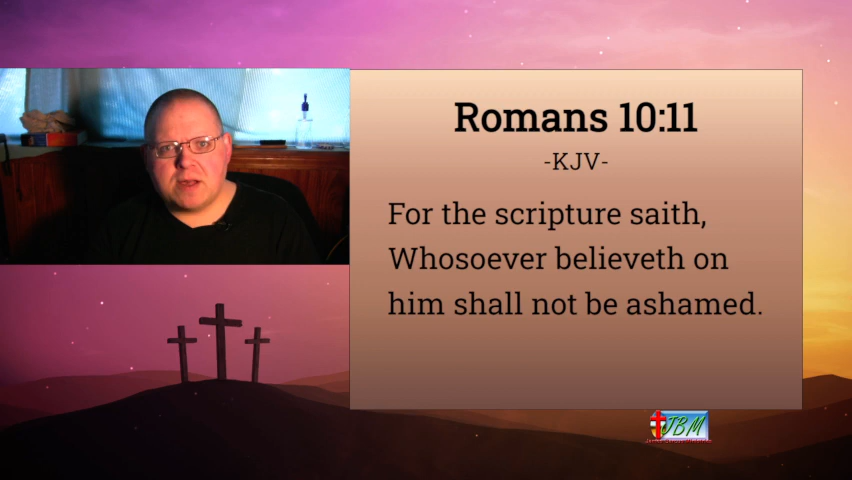 Romans 10:11
-KJV-
For the scripture saith,
Whosoever believeth on
him shall not be ashamed.
JBM